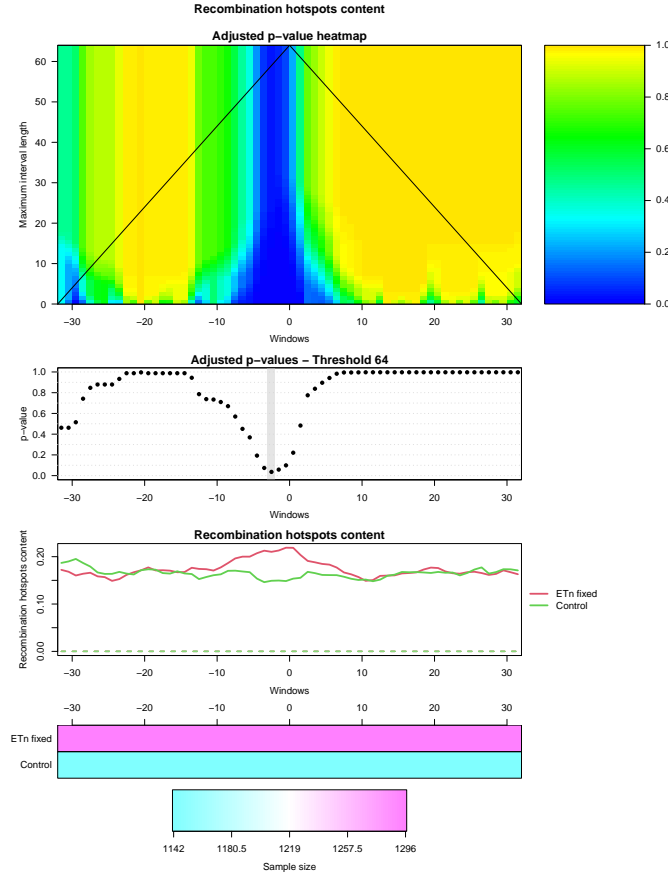 Recombination hotspots content
Adjusted p−value heatmap
Maximum interval length
60
50
40
30
20
10
0
−30 −20 −10 0 10 20 30
Windows
1.0
0.8
0.6
0.4
0.2
0.0
Adjusted p−values − Threshold 64
p−value
1.0
0.8
0.6
0.4
0.2
0.0
−30 −20 −10 0 10 20 30
Windows
Recombination hotspots content
Recombination hotspots content
0.20
0.10
0.00
−30 −20 −10 0 10 20 30
Windows
ETn fixed
Control
−30 −20 −10 0 10 20 30
ETn fixed
Control
1142 1180.5 1219 1257.5 1296
Sample size